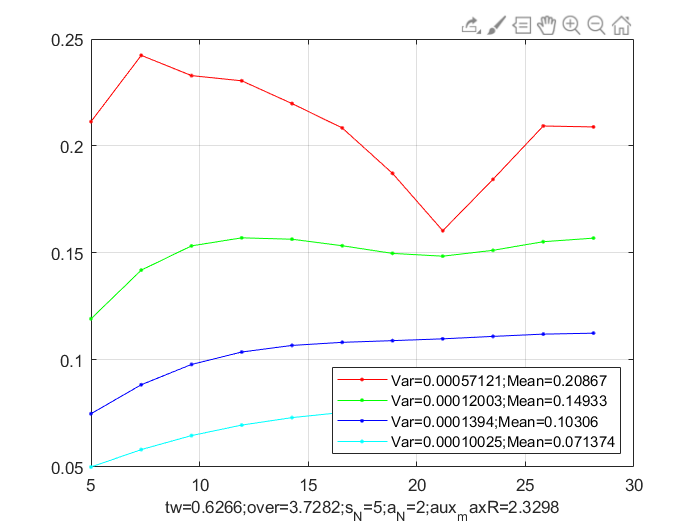 0.25
0.2
0.15
0.1
0.05
Var=0.00057121;Mean=0.20867
Var=0.00012003;Mean=0.14933
Var=0.0001394;Mean=0.10306
Var=0.00010025;Mean=0.071374
5 10 15 20 25 30
tw=0.6266;over=3.7282;s_N=5;a_N=2;aux_maxR=2.3298